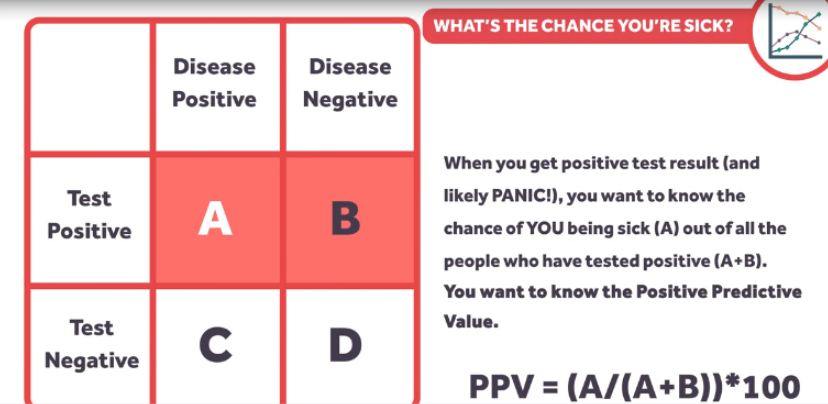 WHAT'S THE CHANCE YOU'RE SICK?
Disease Positive
Disease Negative
Test Positive
A
B
Test Negative
C
D
When you get positive test result (and
likely PANIC!), you want to know the
chance of YOU being sick (A) out of all the
people who have tested positive (A+B).
You want to know the Positive Predictive
Value.
PPV = (A/(A+B))*100